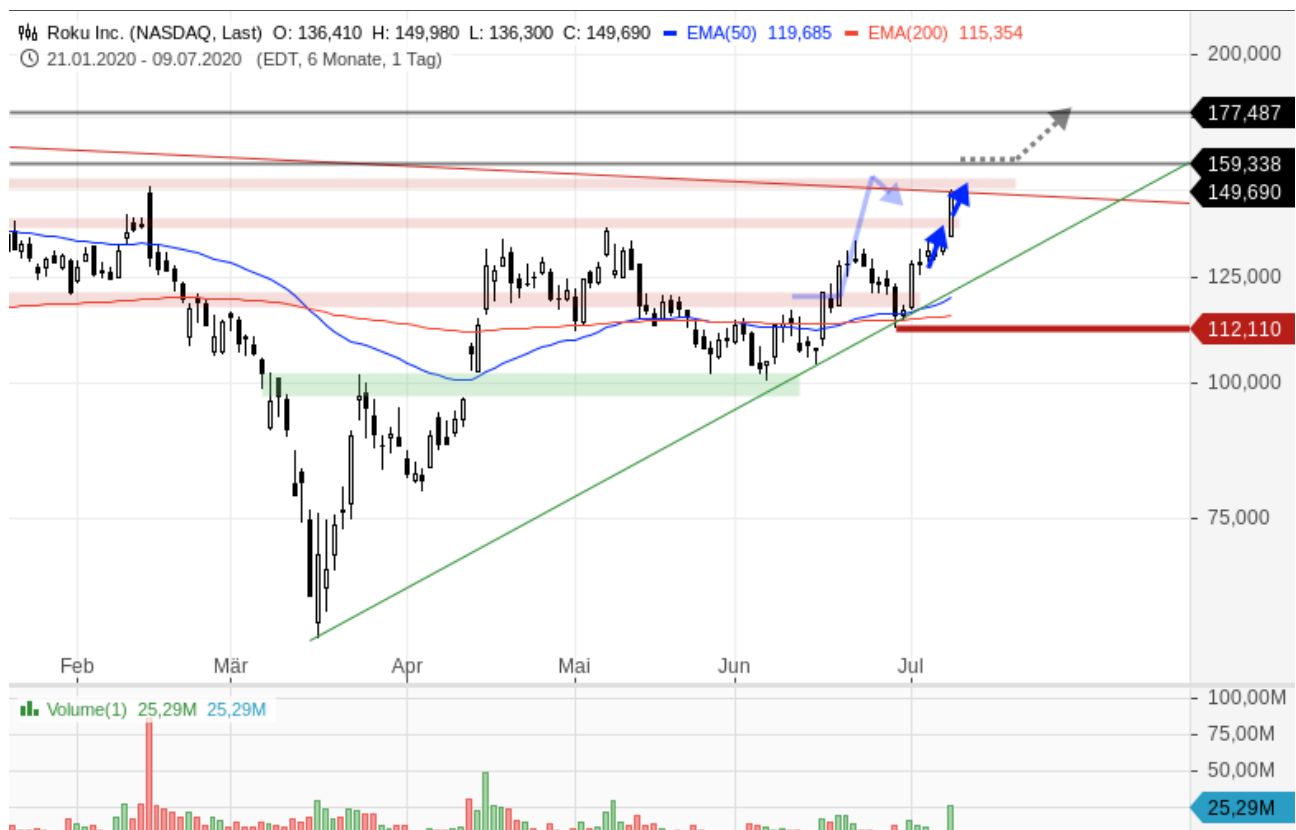 Roku Inc. (NASDAQ, Last) O: 136,410 H: 149,980 L: 136,300 C: 149,690 EMA(50) 119,685 EMA(200) 115,354
21.01.2020 - 09.07.2020 (EDT, 6 Monate, 1 Tag)
200,000
177,487
159,338
149,690
125,000
112,110
100,000
75,000
Feb Mär Apr Mai Jun Jul
Volume(1) 25,29M 25,29M
100,00M
75,00M
50,00M
25,29M